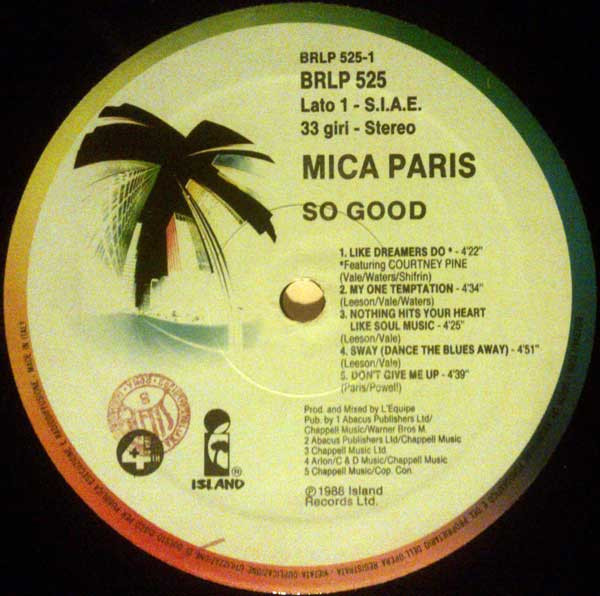 BRLP 525-1
BRLP 525
Lato 1 - S.I.A.E.
33 giri - Stereo
MICA PARIS
SO GOOD
1. LIKE DREAMERS DO * - 4'22"
*Featuring COURTNEY PINE
(Vale/Waters/Shifrin)
2. MY ONE TEMPTATION - 4'34"
(Leeson/Vale/Waters)
3. NOTHING HITS YOUR HEART
LIKE SOUL MUSIC - 4'25"
(Leeson/Vale)
4. SWAY (DANCE THE BLUES AWAY) - 4'51"
(Leeson/Vale)
5. DON'T GIVE ME UP - 4'39"
(Paris/Powell)
Prod. and Mixed by L'Equipe
Pub. by 1 Abacus Publishers Ltd/
Chappell Music/Warner Bros M.
2 Abacus Publishers Ltd/Chappell Music
3 Chappell Music Ltd.
4 Arlon/C & D Music/Chappell Music
5 Chappell Music/Cop. Con.
℗ 1988 Island
Records Ltd.
4
ISLAND®
MADE IN ITALY